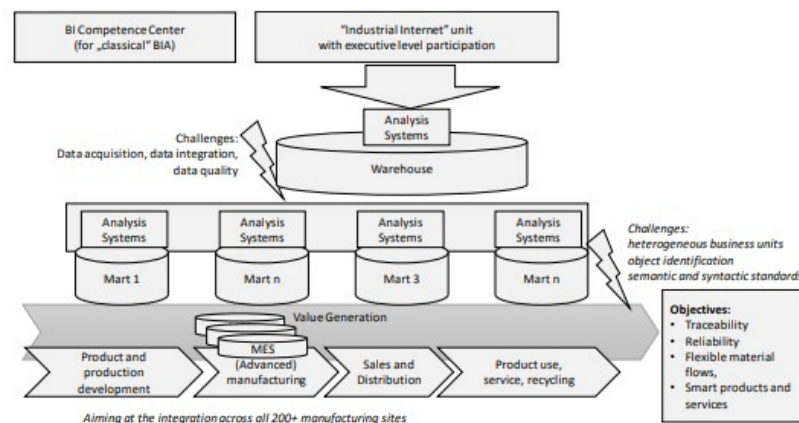 BI Competence Center
(for „classical" BIA)
"Industrial Internet" unit
with executive level participation
Analysis
Systems
Warehouse
Challenges:
Data acquisition, data integration,
data quality
Analysis
Systems
Analysis
Systems
Analysis
Systems
Analysis
Systems
Mart 1
Mart n
Mart 3
Mart n
Challenges:
heterogeneous business units
object identification
semantic and syntactic standards
Value Generation
MES
Product and
production
development
(Advanced)
manufacturing
Sales and
Distribution
Product use,
service, recycling
Objectives:
• Traceability
• Reliability
• Flexible material
flows,
• Smart products and
services
Aiming at the integration across all 200+ manufacturing sites